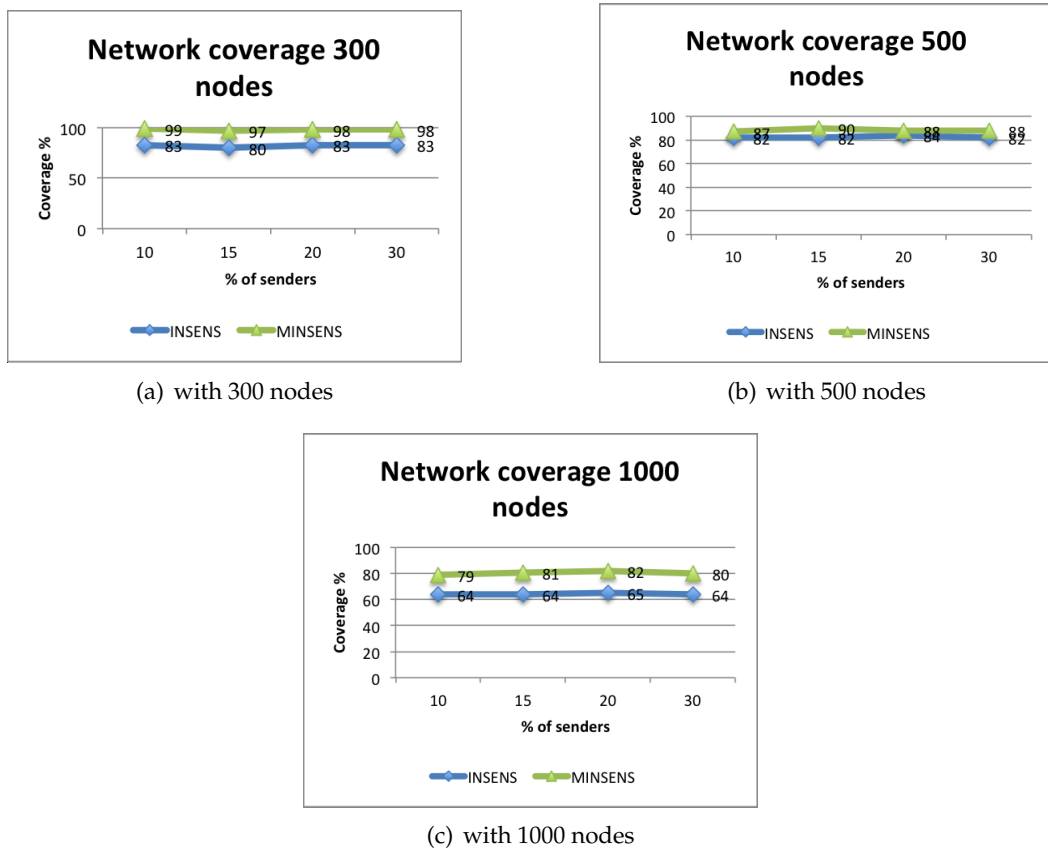 Network coverage 300
nodes
100
50
0
Coverage %
99 97 98 98
83 80 83 83
10 15 20 30
% of senders
INSENS MINSENS
(a) with 300 nodes
Network coverage 500
nodes
100
80
60
40
20
0
Coverage %
87 90 88 88
82 82 84 82
10 15 20 30
% of senders
INSENS MINSENS
(b) with 500 nodes
Network coverage 1000
nodes
100
80
60
40
20
0
Coverage %
79 81 82 80
64 64 65 64
10 15 20 30
% of senders
INSENS MINSENS
(c) with 1000 nodes